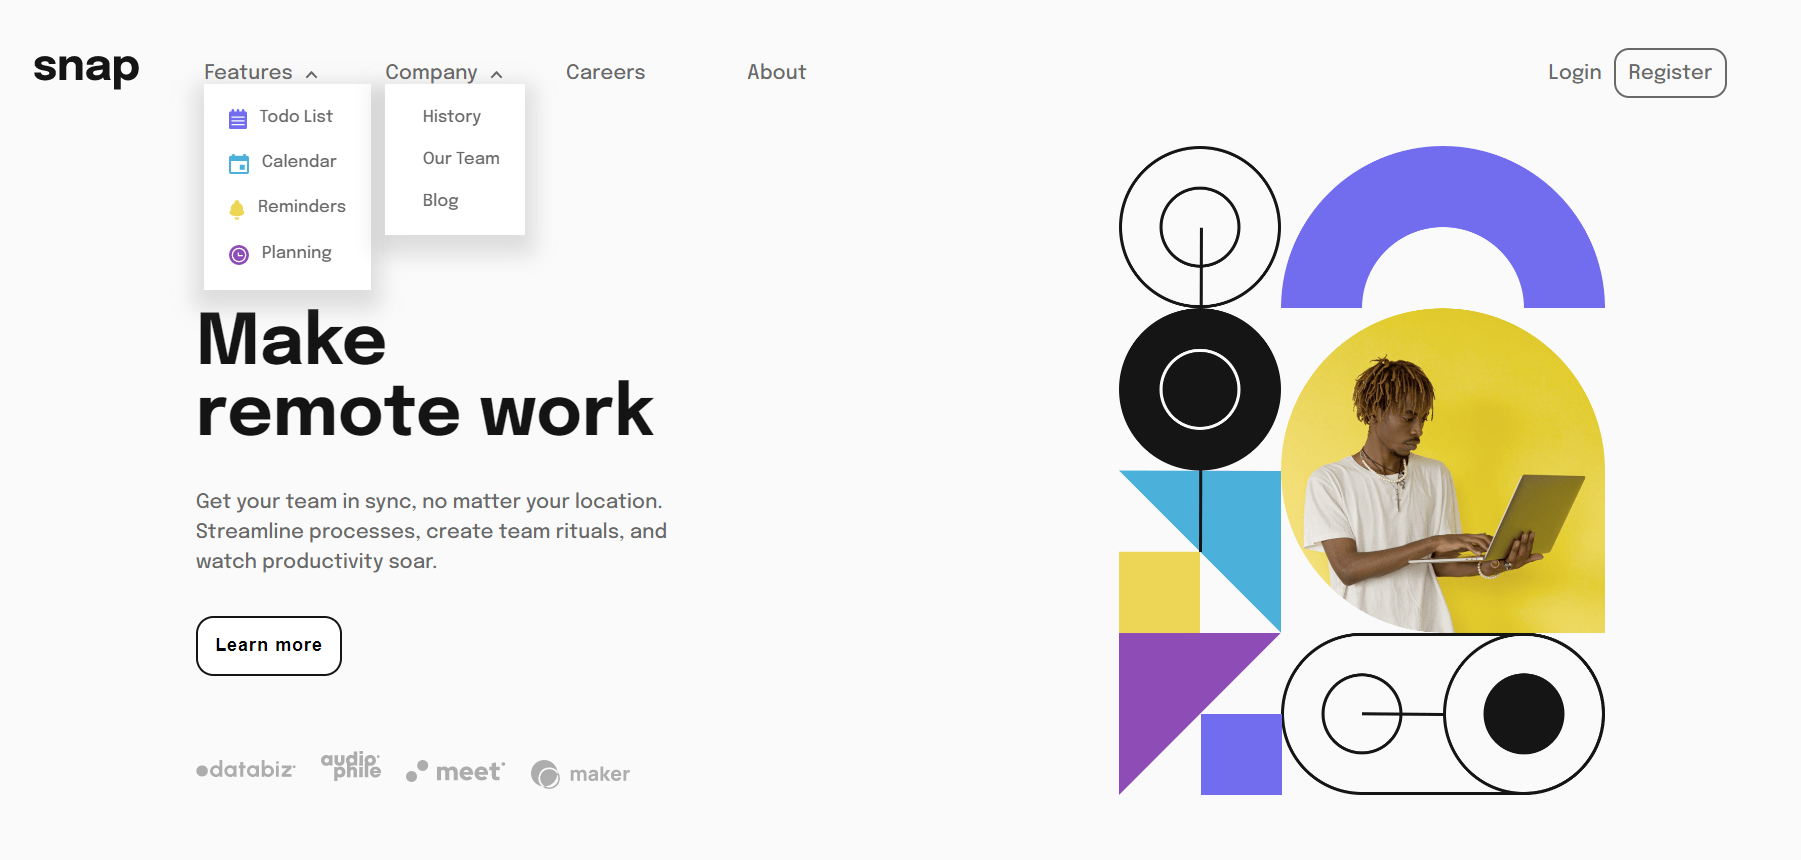 snap
Features
Company
Careers
About
Login
Register
Todo List
Calendar
Reminders
Planning
History
Our Team
Blog
Make
remote work
Get your team in sync, no matter your location.
Streamline processes, create team rituals, and
watch productivity soar.
Learn more
databiz
audio
phile
meet
maker